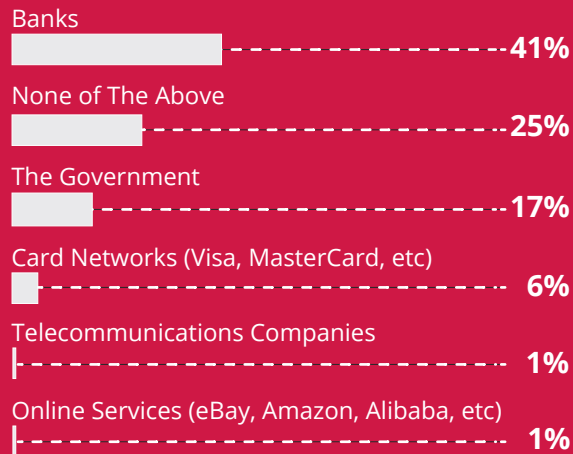 Banks
41%
None of The Above
25%
The Government
17%
Card Networks (Visa, MasterCard, etc)
6%
Telecommunications Companies
1%
Online Services (eBay, Amazon, Alibaba, etc)
1%